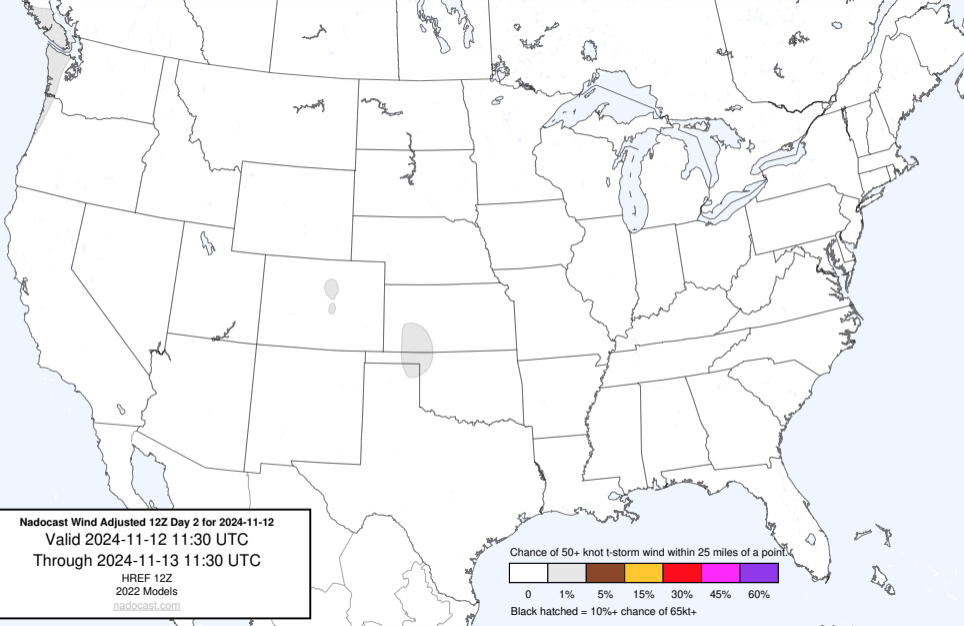 Nadocast Wind Adjusted 12Z Day 2 for 2024-11-12
Valid 2024-11-12 11:30 UTC
Through 2024-11-13 11:30 UTC
HREF 12Z
2022 Models
nadocast.com
Chance of 50+ knot t-storm wind within 25 miles of a point.
0 1% 5% 15% 30% 45% 60%
Black hatched = 10%+ chance of 65kt+